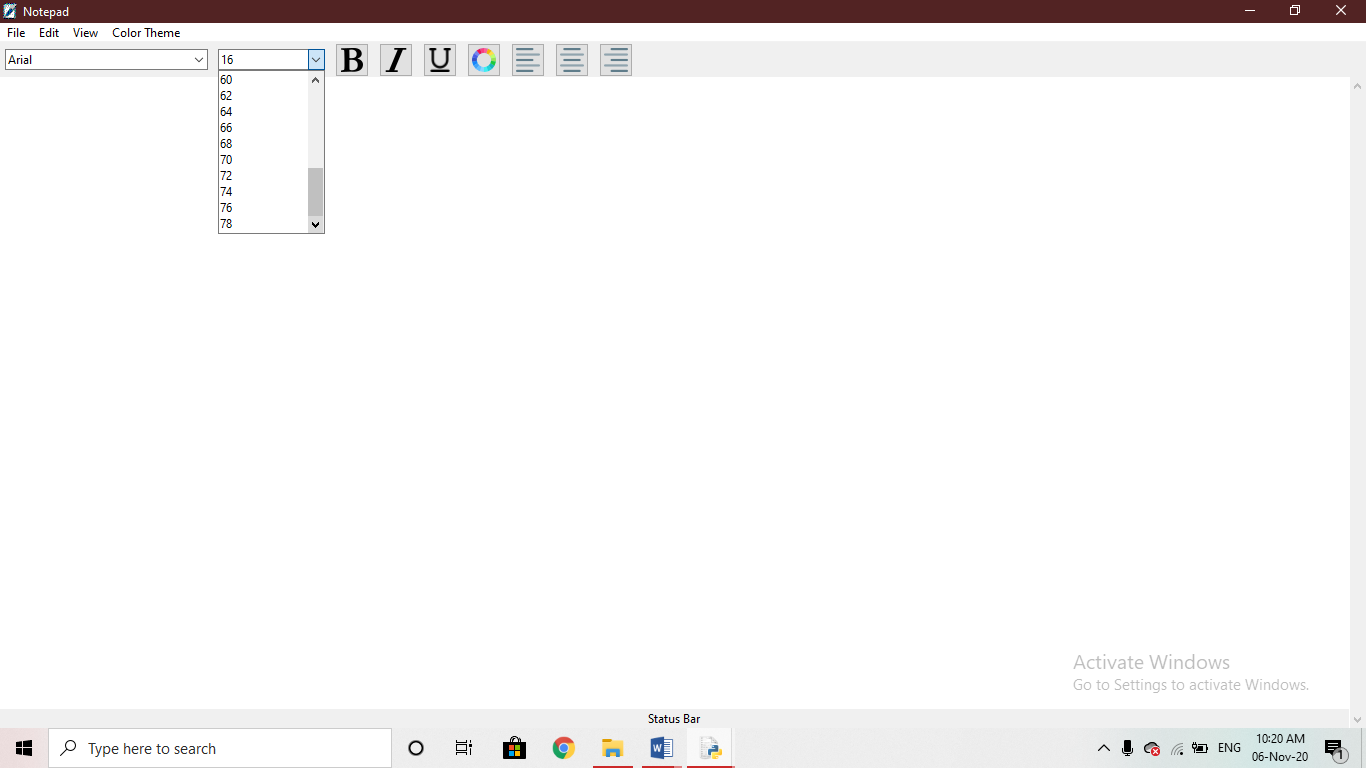 Notepad
File Edit View Color Theme
Arial 16 B I U
60
62
64
66
68
70
72
74
76
78
Activate Windows
Go to Settings to activate Windows.
Status Bar
Type here to search
ENG 10:20 AM
06-Nov-20 1